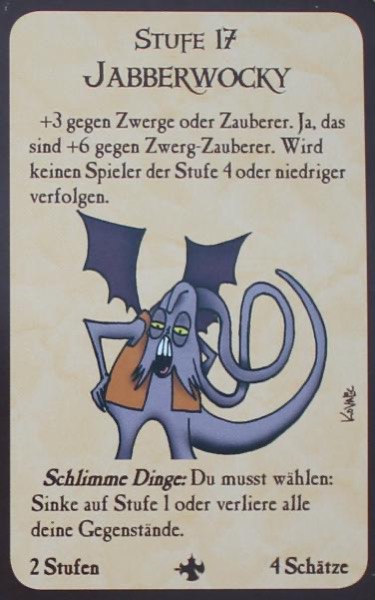 Stufe 17
Jabberwocky
+3 gegen Zwerge oder Zauberer. Ja, das
sind +6 gegen Zwerg-Zauberer. Wird
keinen Spieler der Stufe 4 oder niedriger
verfolgen.
Kovalic
Schlimme Dinge: Du musst wählen:
Sinke auf Stufe 1 oder verliere alle
deine Gegenstände.
2 Stufen 4 Schätze